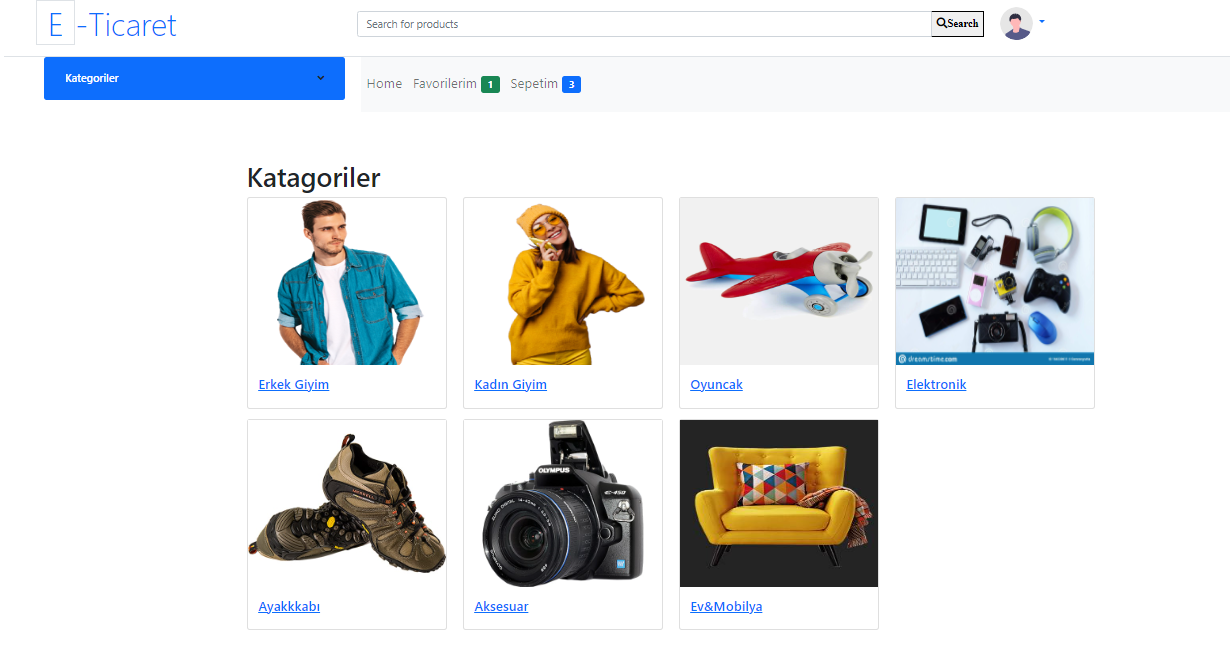 E -Ticaret
Search for products
Search
Kategoriler
Home Favorilerim 1 Sepetim 3
Katagoriler
dreamstime.com
Erkek Giyim
Kadın Giyim
Oyuncak
Elektronik
MERRELL
OLYMPUS
Ayakkkabı
Aksesuar
Ev&Mobilya